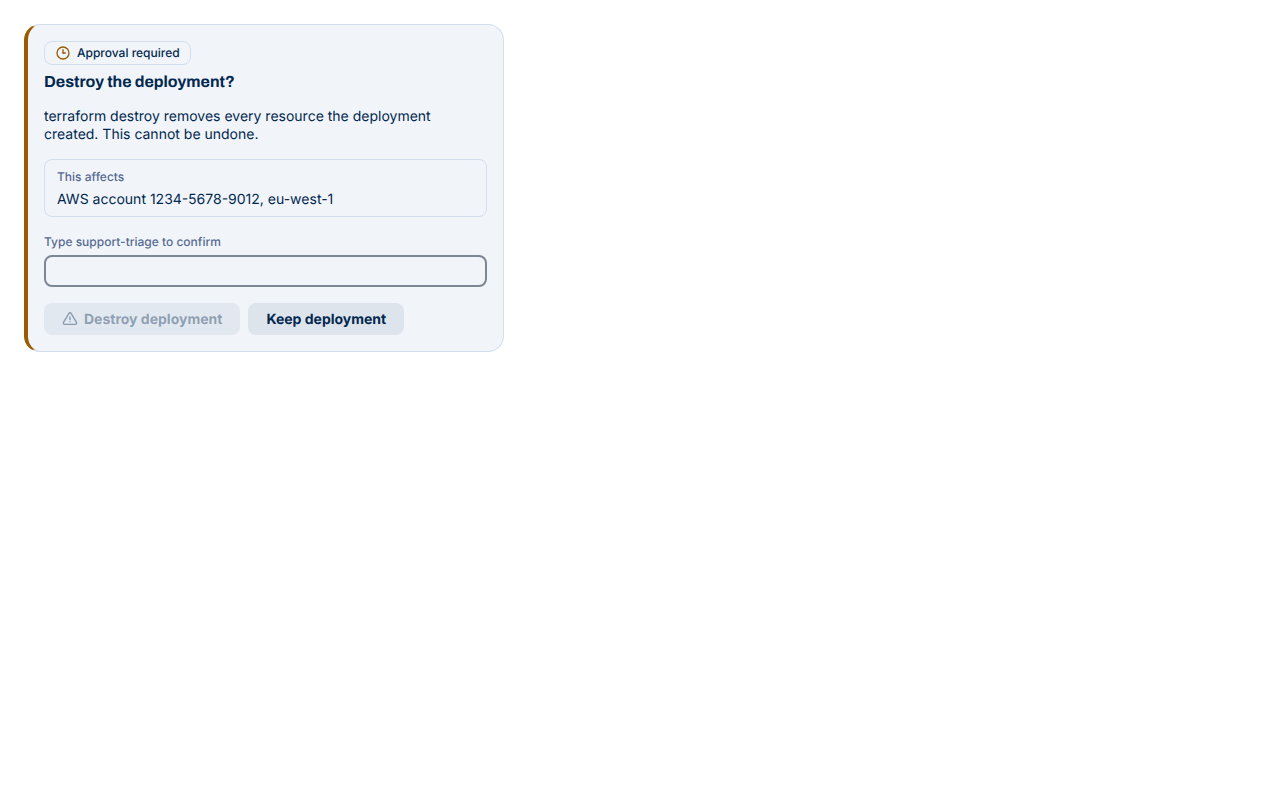 Approval required
Destroy the deployment?
terraform destroy removes every resource the deployment
created. This cannot be undone.
This affects
AWS account 1234-5678-9012, eu-west-1
Type support-triage to confirm
Destroy deployment
Keep deployment